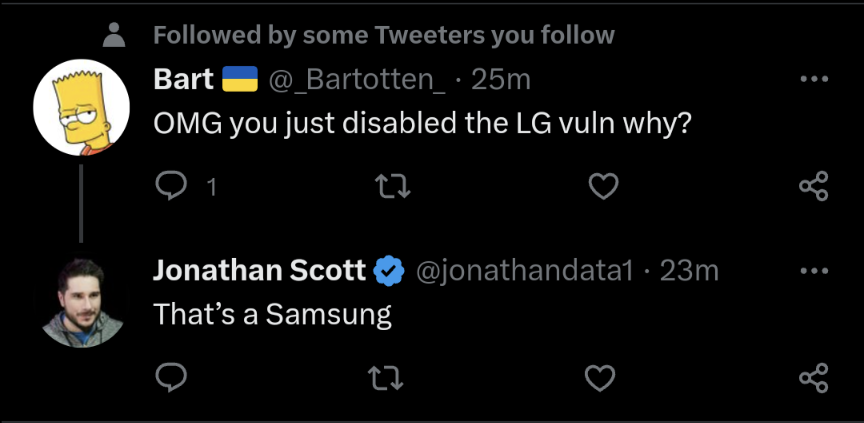 Followed by some Tweeters you follow
Bart 🇺🇦 @_Bartotten_ · 25m
OMG you just disabled the LG vuln why?
1
Jonathan Scott @jonathandata1 · 23m
That’s a Samsung